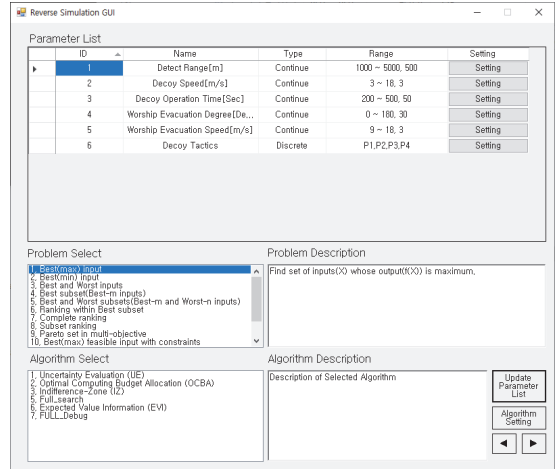 Reverse Simulation GUI
Parameter List
ID Name Type Range Setting
1 Detect Range[m] Continue 1000 ~ 5000, 500 Setting
2 Decoy Speed[m/s] Continue 3 ~ 18, 3 Setting
3 Decoy Operation Time[Sec] Continue 200 ~ 500, 50 Setting
4 Worship Evacuation Degree[De... Continue 0 ~ 180, 30 Setting
5 Worship Evacuation Speed[m/s] Continue 9 ~ 18, 3 Setting
6 Decoy Tactics Discrete P1,P2,P3,P4 Setting
Problem Select
1, Best(max) input
2, Best(min) input
3, Best and Worst inputs
4, Best subset(Best-m inputs)
5, Best and Worst subsets(Best-m and Worst-n inputs)
6, Ranking within Best subset
7, Complete ranking
8, Subset ranking
9, Pareto set in multi-objective
10, Best(max) feasible input with constraints
Problem Description
Find set of inputs(X) whose output(f(X)) is maximum,
Algorithm Select
1, Uncertainty Evaluation (UE)
2, Optimal Computing Budget Allocation (OCBA)
3, Indifference-Zone (IZ)
5, Full_search
6, Expected Value Information (EVI)
7, FULL_Debug
Algorithm Description
Description of Selected Algorithm
Update
Parameter
List
Algorithm
Setting